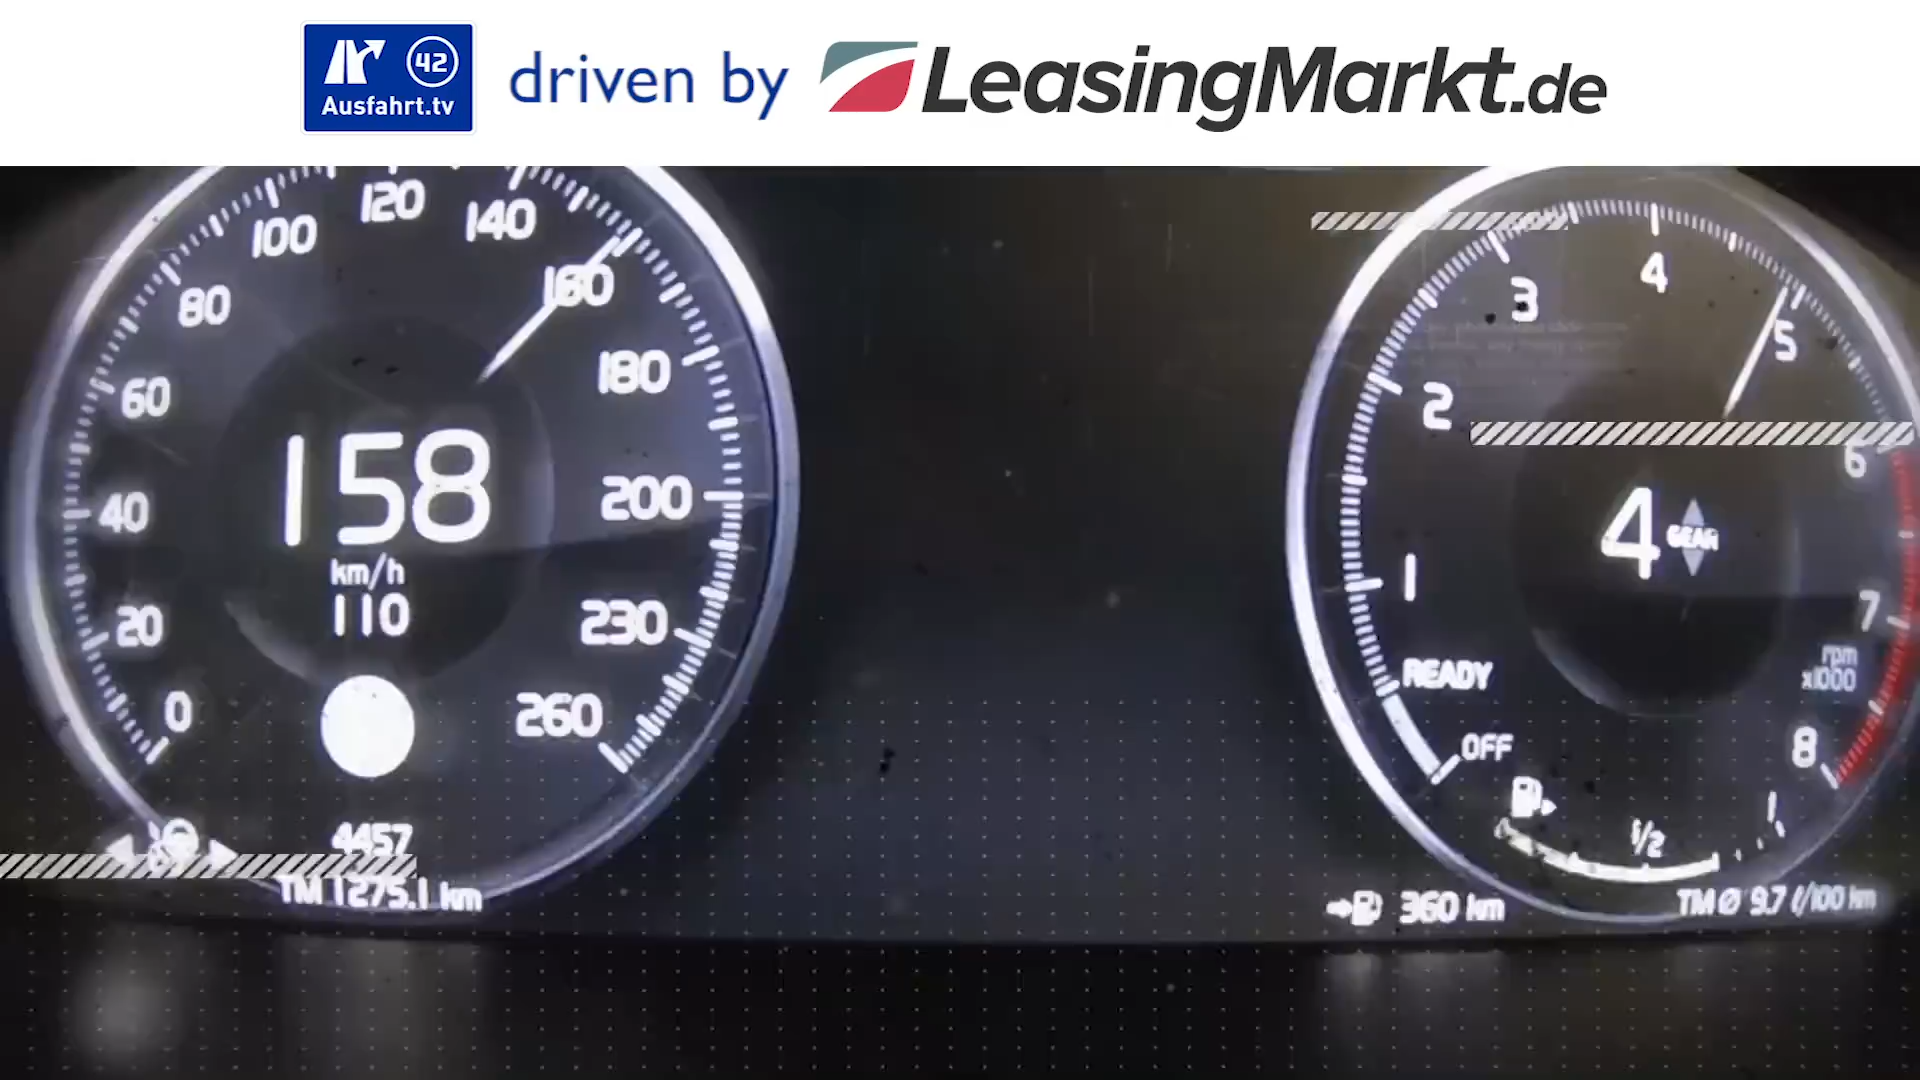 42
Ausfahrt.tv
driven by
LeasingMarkt.de
0
20
40
60
80
100
120
140
160
180
200
230
260
158
km/h
110
4457
TM 1275.1 km
OFF
READY
1
2
3
4
5
6
7
8
rpm
x1000
4 GEAR
1/2
1
360 km
TM Ø 9.7 l/100 km